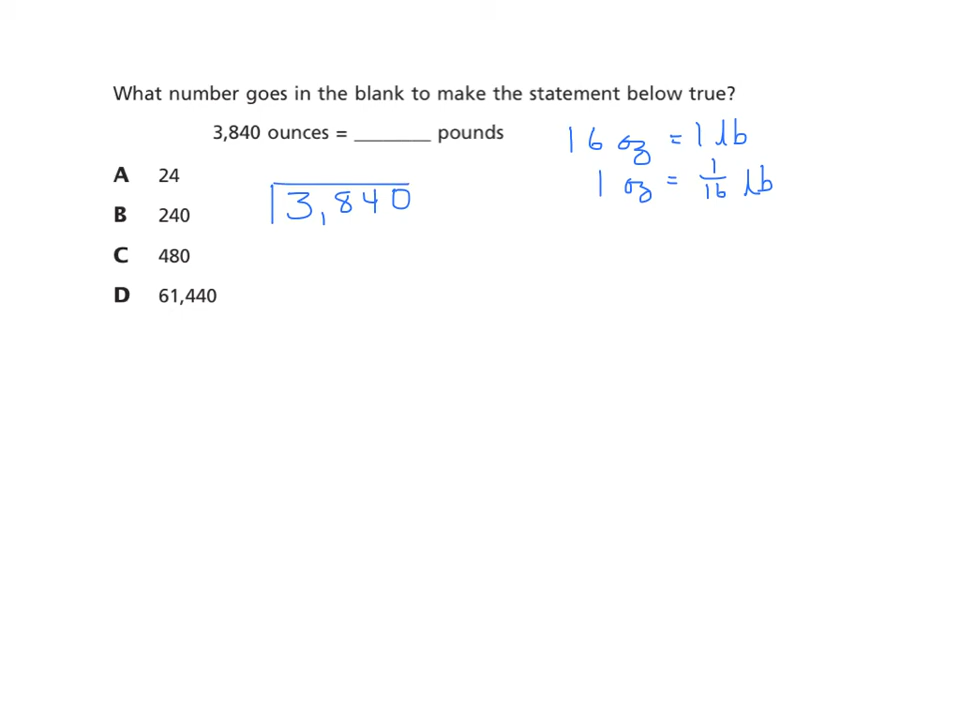 What number goes in the blank to make the statement below true?
3,840 ounces = ________ pounds
16 oz = 1 lb
A 24
1 oz = 1/16 lb
3,840
B 240
C 480
D 61,440